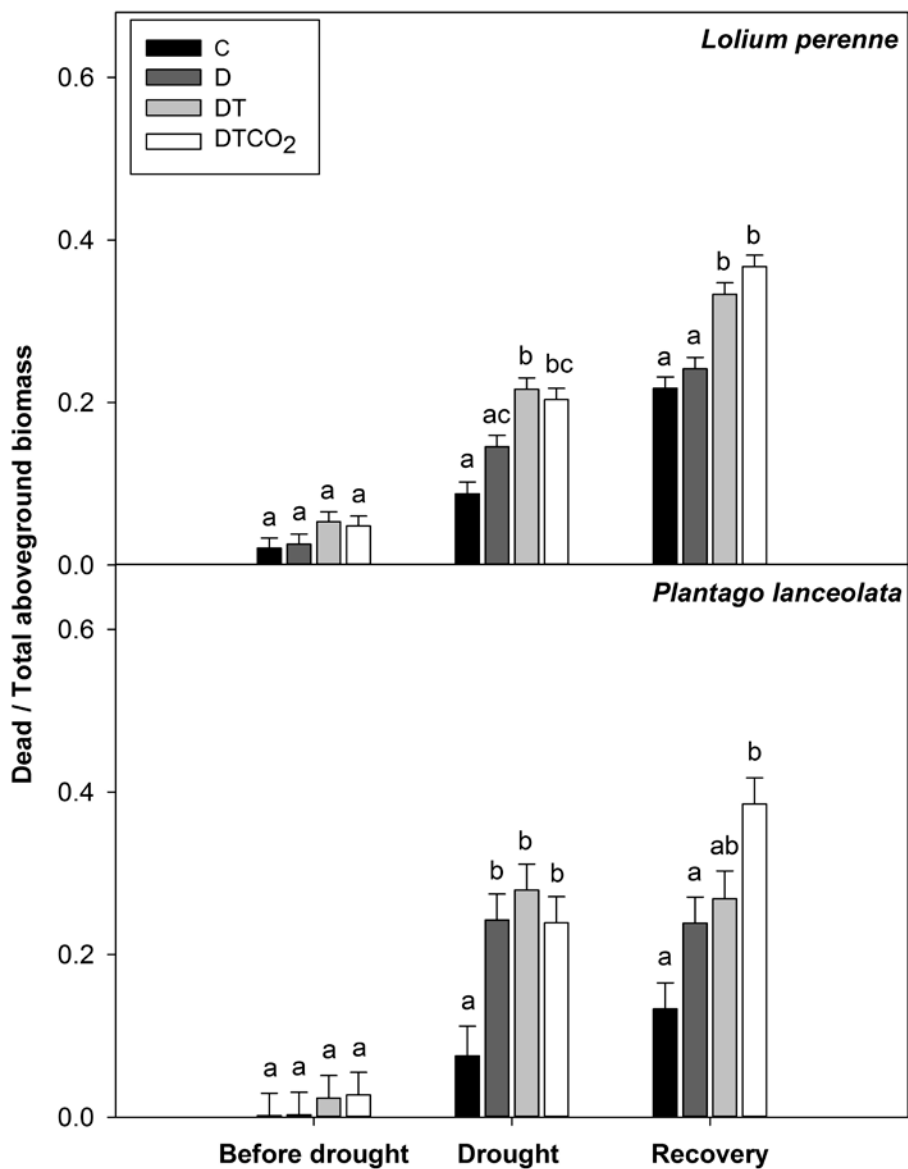 Dead / Total aboveground biomass
Lolium perenne
C
D
DT
DTCO2
0.6
0.4
0.2
0.0
a a a a
a ac b bc
a a b b
Plantago lanceolata
0.6
0.4
0.2
0.0
a a a a
a b b b
a a ab b
Before drought Drought Recovery